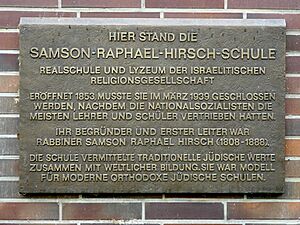 HIER STAND DIE
SAMSON-RAPHAEL-HIRSCH-SCHULE
REALSCHULE UND LYZEUM DER ISRAELITISCHEN
RELIGIONSGESELLSCHAFT
ERÖFFNET 1853, MUSSTE SIE IM MÄRZ 1939 GESCHLOSSEN
WERDEN, NACHDEM DIE NATIONALSOZIALISTEN DIE
MEISTEN LEHRER UND SCHÜLER VERTRIEBEN HATTEN.
IHR BEGRÜNDER UND ERSTER LEITER WAR
RABBINER SAMSON RAPHAEL HIRSCH (1808-1888).
DIE SCHULE VERMITTELTE TRADITIONELLE JÜDISCHE WERTE
ZUSAMMEN MIT WELTLICHER BILDUNG. SIE WAR MODELL
FÜR MODERNE ORTHODOXE JÜDISCHE SCHULEN.